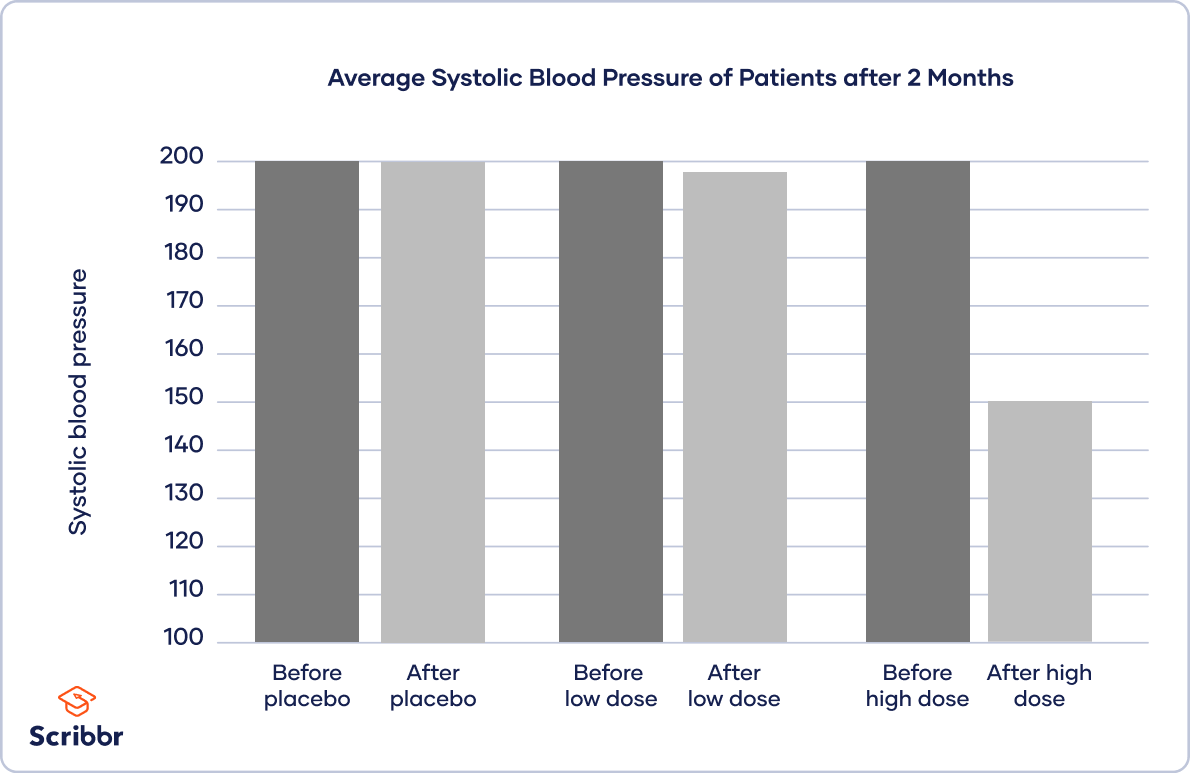 Average Systolic Blood Pressure of Patients after 2 Months
Systolic blood pressure
200
190
180
170
160
150
140
130
120
110
100
Before
placebo
After
placebo
Before
low dose
After
low dose
Before
high dose
After high
dose
Scribbr